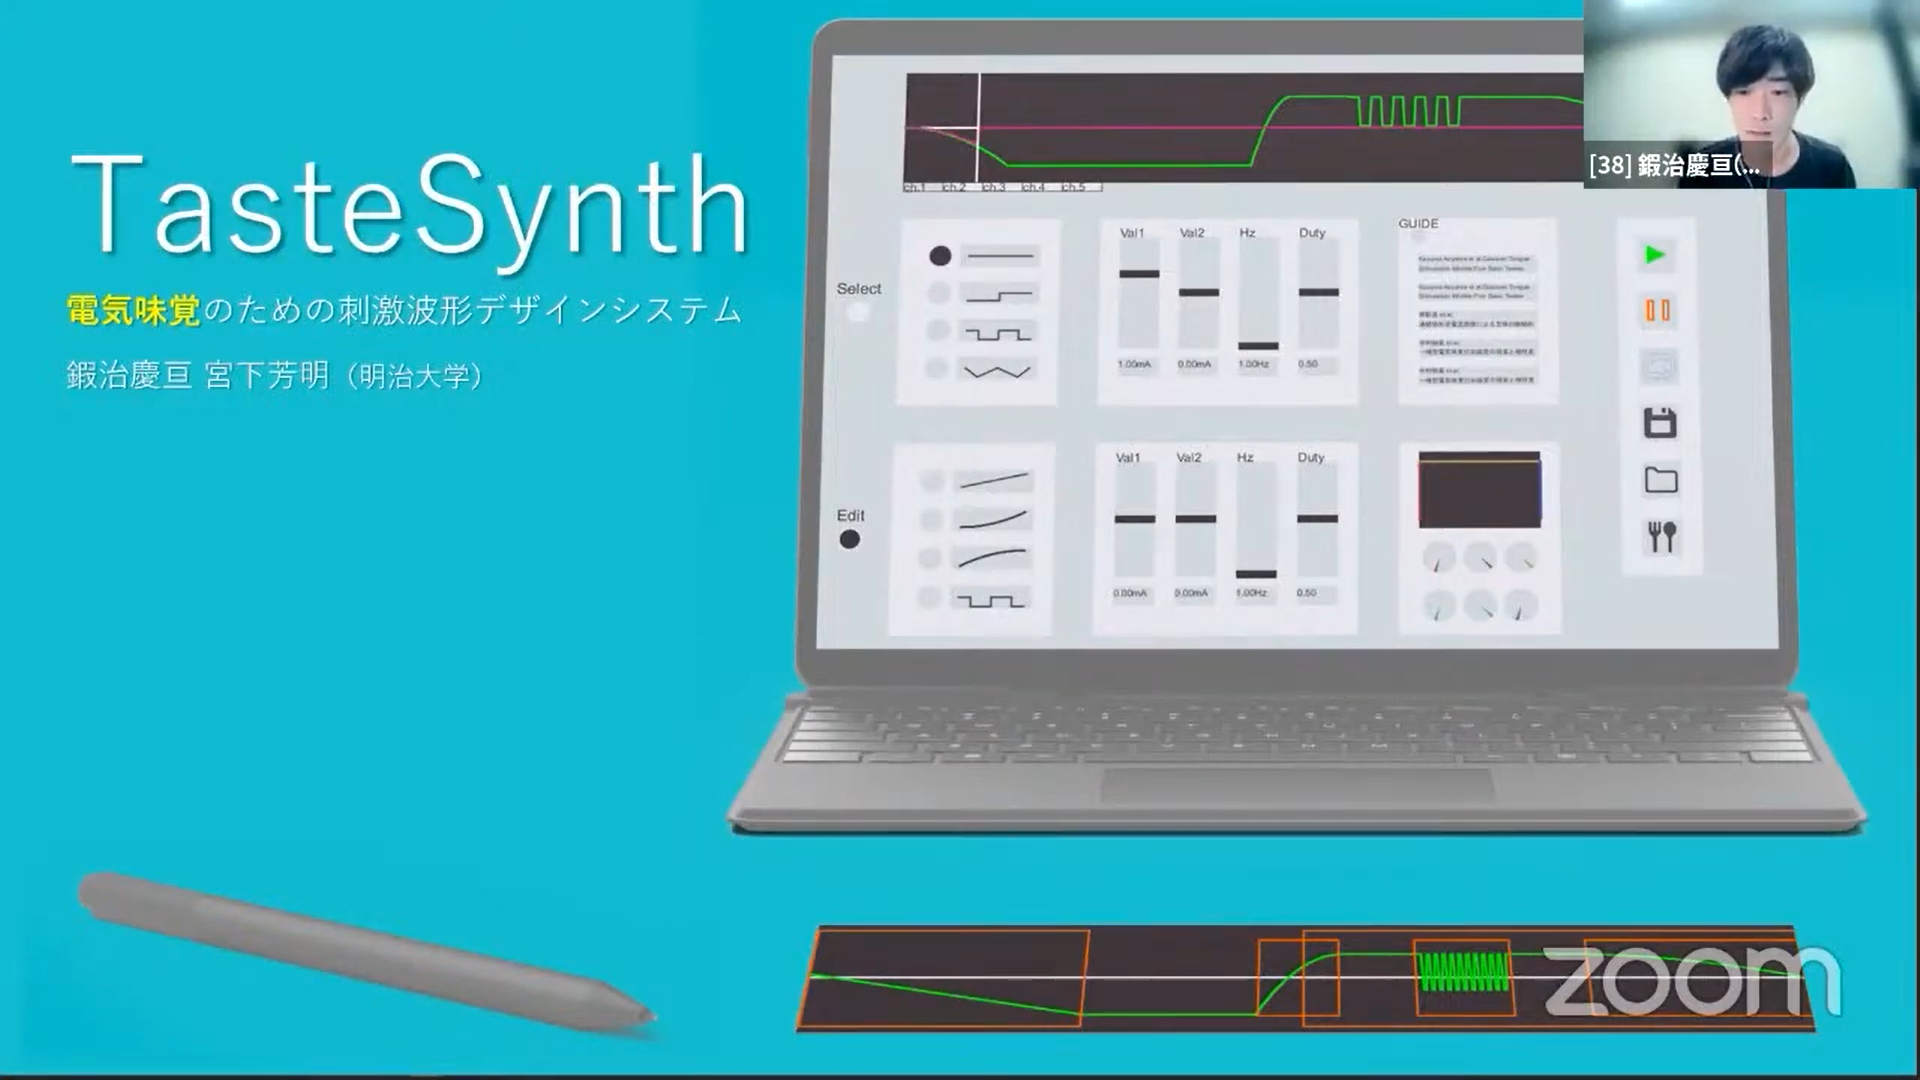 TasteSynth
電気味覚のための刺激波形デザインシステム
鍜治慶亘 宮下芳明（明治大学）
[38] 鍜治慶亘(...
ch.1 ch.2 ch.3 ch.4 ch.5
Select
Val1 Val2 Hz Duty
1.00mA 0.00mA 1.00Hz 0.50
GUIDE
Edit
Val1 Val2 Hz Duty
0.00mA 0.00mA 1.00Hz 0.50
zoom